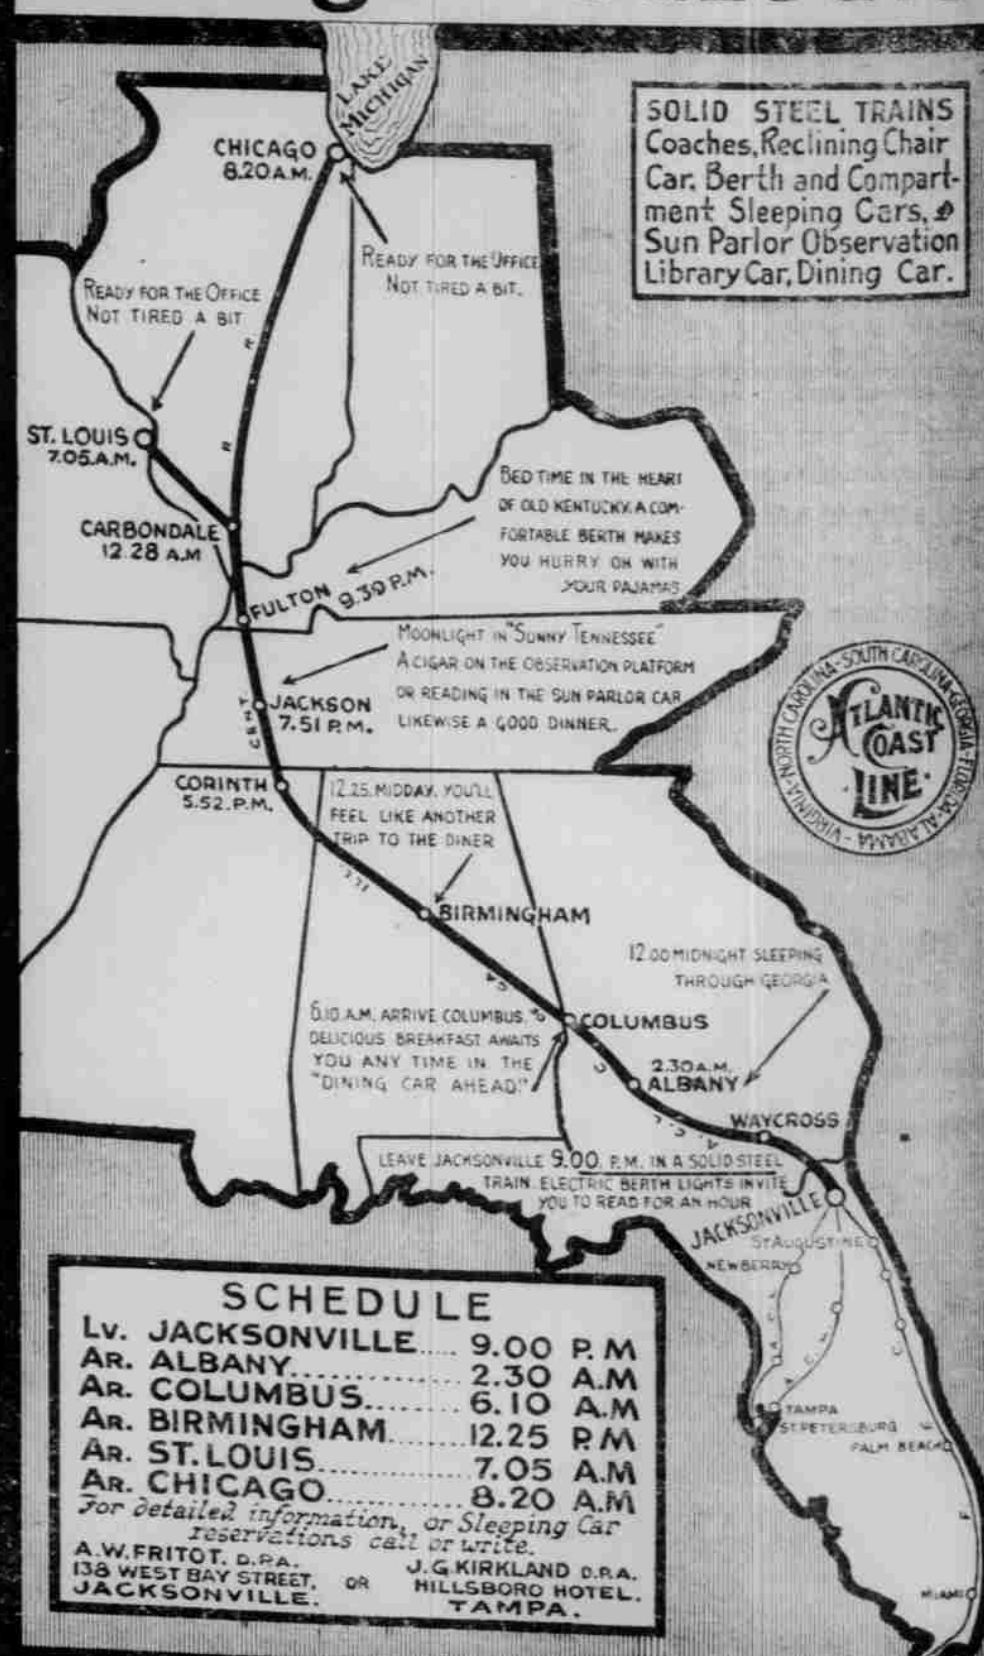 LAKE
MICHIGAN
SOLID STEEL TRAINS
Coaches, Reclining Chair
Car, Berth and Compart-
ment Sleeping Cars, &
Sun Parlor Observation
Library Car, Dining Car.
CHICAGO
8.20 A.M.
READY FOR THE OFFICE
NOT TIRED A BIT.
READY FOR THE OFFICE
NOT TIRED A BIT
ST. LOUIS
7.05. A.M.
CARBONDALE
12.28 A.M
BED TIME IN THE HEART
OF OLD KENTUCKY. A COM-
FORTABLE BERTH MAKES
YOU HURRY ON WITH
YOUR PAJAMAS
FULTON 9.39 P.M.
MOONLIGHT IN "SUNNY TENNESSEE"
A CIGAR ON THE OBSERVATION PLATFORM
OR READING IN THE SUN PARLOR CAR
LIKEWISE A GOOD DINNER.
JACKSON
7.51 P.M.
CENT
R
R
CORINTH
5.52. P.M.
12.25. MIDDAY. YOU'LL
FEEL LIKE ANOTHER
TRIP TO THE DINER
BIRMINGHAM
ATLANTIC
COAST
LINE
VIRGINIA - NORTH CAROLINA - SOUTH CAROLINA - GEORGIA - FLORIDA - ALABAMA
12.00 MIDNIGHT SLEEPING
THROUGH GEORGIA
6.10 A.M. ARRIVE COLUMBUS.
DELICIOUS BREAKFAST AWAITS
YOU ANY TIME IN THE
"DINING CAR AHEAD."
COLUMBUS
2.30 A.M.
ALBANY
WAYCROSS
A. C. L.
LEAVE JACKSONVILLE 9.00. P.M. IN A SOLID STEEL
TRAIN. ELECTRIC BERTH LIGHTS INVITE
YOU TO READ FOR AN HOUR
JACKSONVILLE
ST AUGUSTINE
NEWBERRY
TAMPA
ST. PETERSBURG
PALM BEACH
MIAMI
SCHEDULE
LV. JACKSONVILLE..... 9.00 P.M
AR. ALBANY............... 2.30 A.M
AR. COLUMBUS......... 6.10 A.M
AR. BIRMINGHAM........12.25 P.M
AR. ST. LOUIS............... 7.05 A.M
AR. CHICAGO............. 8.20 A.M
For detailed information, or Sleeping Car
reservations call or write.
A.W. FRITOT. D.P.A.
138 WEST BAY STREET.
JACKSONVILLE.
OR
J.G. KIRKLAND D.P.A.
HILLSBORO HOTEL.
TAMPA.